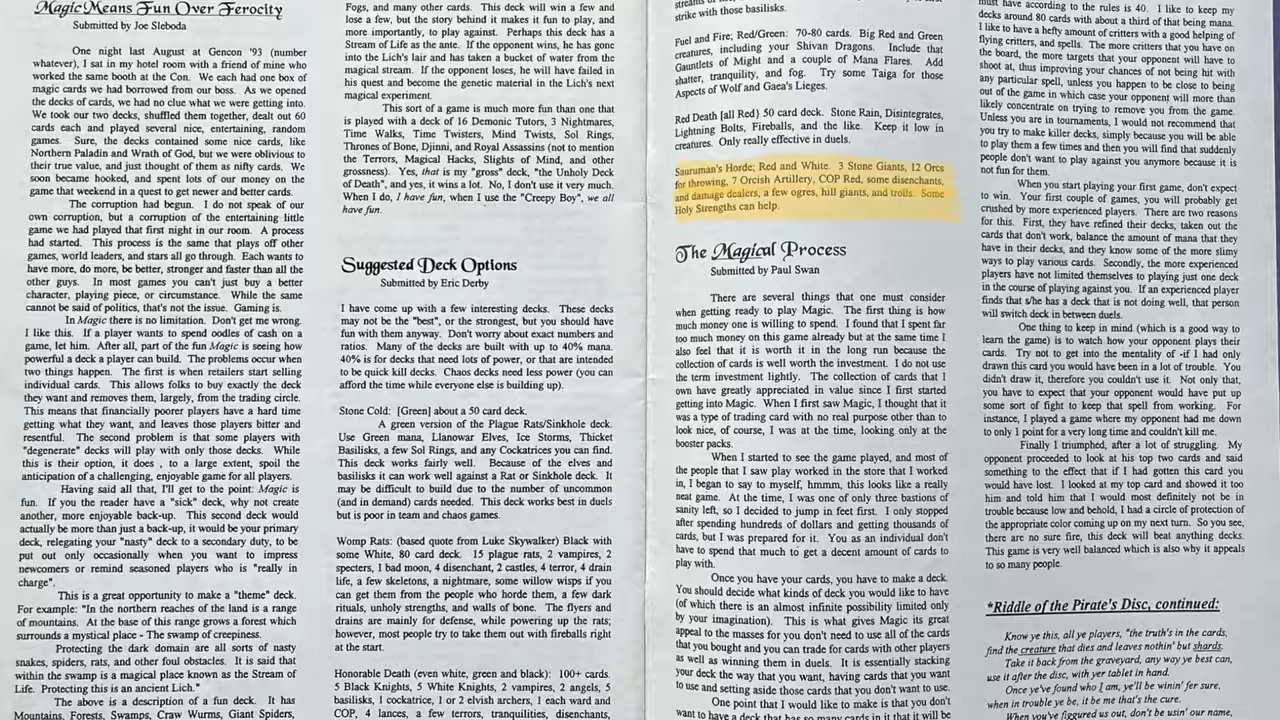 Magic Means Fun Over Ferocity
Submitted by Joe Sleboda
One night last August at Gencon '93 (number
whatever), I sat in my hotel room with a friend of mine who
worked the same booth at the Con. We each had one box of
magic cards we had borrowed from our boss. As we opened
the decks of cards, we had no clue what we were getting into.
We took our two decks, shuffled them together, dealt out 60
cards each and played several nice, entertaining, random
games. Sure, the decks contained some nice cards, like
Northern Paladin and Wrath of God, but we were oblivious to
their true value, and just thought of them as nifty cards. We
soon became hooked, and spent lots of our money on the
game that weekend in a quest to get newer and better cards.
The corruption had begun. I do not speak of our
own corruption, but a corruption of the entertaining little
game we had played that first night in our room. A process
had started. This process is the same that plays off other
games, world leaders, and stars all go through. Each wants to
have more, do more, be better, stronger and faster than all the
other guys. In most games you can't just buy a better
character, playing piece, or circumstance. While the same
cannot be said of politics, that's not the issue. Gaming is.
In Magic there is no limitation. Don't get me wrong.
I like this. If a player wants to spend oodles of cash on a
game, let him. After all, part of the fun Magic is seeing how
powerful a deck a player can build. The problems occur when
two things happen. The first is when retailers start selling
individual cards. This allows folks to buy exactly the deck
they want and removes them, largely, from the trading circle.
This means that financially poorer players have a hard time
getting what they want, and leaves those players bitter and
resentful. The second problem is that some players with
"degenerate" decks will play with only those decks. While
this is their option, it does , to a large extent, spoil the
anticipation of a challenging, enjoyable game for all players.
Having said all that, I'll get to the point: Magic is
fun. If you the reader have a "sick" deck, why not create
another, more enjoyable back-up. This second deck would
actually be more than just a back-up, it would be your primary
deck, relegating your "nasty" deck to a secondary duty, to be
put out only occasionally when you want to impress
newcomers or remind seasoned players who is "really in
charge".
This is a great opportunity to make a "theme" deck.
For example: "In the northern reaches of the land is a range
of mountains. At the base of this range grows a forest which
surrounds a mystical place - The swamp of creepiness.
Protecting the dark domain are all sorts of nasty
snakes, spiders, rats, and other foul obstacles. It is said that
within the swamp is a magical place known as the Stream of
Life. Protecting this is an ancient Lich."
The above is a description of a fun deck. It has
Mountains, Forests, Swamps, Craw Wurms, Giant Spiders,
Fogs, and many other cards. This deck will win a few and
lose a few, but the story behind it makes it fun to play, and
more importantly, to play against. Perhaps this deck has a
Stream of Life as the ante. If the opponent wins, he has gone
into the Lich's lair and has taken a bucket of water from the
magical stream. If the opponent loses, he will have failed in
his quest and become the genetic material in the Lich's next
magical experiment.
This sort of a game is much more fun than one that
is played with a deck of 16 Demonic Tutors, 3 Nightmares,
Time Walks, Time Twisters, Mind Twists, Sol Rings,
Thrones of Bone, Djinni, and Royal Assassins (not to mention
the Terrors, Magical Hacks, Slights of Mind, and other
grossness). Yes, that is my "gross" deck, "the Unholy Deck
of Death", and yes, it wins a lot. No, I don't use it very much.
When I do, I have fun, when I use the "Creepy Boy", we all
have fun.
Suggested Deck Options
Submitted by Eric Derby
I have come up with a few interesting decks. These decks
may not be the "best", or the strongest, but you should have
fun with them anyway. Don't worry about exact numbers and
ratios. Many of the decks are built with up to 40% mana.
40% is for decks that need lots of power, or that are intended
to be quick kill decks. Chaos decks need less power (you can
afford the time while everyone else is building up).
Stone Cold: [Green] about a 50 card deck.
A green version of the Plague Rats/Sinkhole deck.
Use Green mana, Llanowar Elves, Ice Storms, Thicket
Basilisks, a few Sol Rings, and any Cockatrices you can find.
This deck works fairly well. Because of the elves and
basilisks it can work well against a Rat or Sinkhole deck. It
may be difficult to build due to the number of uncommon
(and in demand) cards needed. This deck works best in duels
but is poor in team and chaos games.
Womp Rats: (based quote from Luke Skywalker) Black with
some White, 80 card deck. 15 plague rats, 2 vampires, 2
specters, 1 bad moon, 4 disenchant, 2 castles, 4 terror, 4 drain
life, a few skeletons, a nightmare, some willow wisps if you
can get them from the people who horde them, a few dark
rituals, unholy strengths, and walls of bone. The flyers and
drains are mainly for defense, while powering up the rats;
however, most people try to take them out with fireballs right
at the start.
Honorable Death (even white, green and black): 100+ cards.
5 Black Knights, 5 White Knights, 2 vampires, 2 angels, 5
basilisks, 1 cockatrice, 1 or 2 elvish archers, 1 each ward and
COP, 4 lances, a few terrors, tranquilities, disenchants,
strike with those basilisks.
Fuel and Fire; Red/Green: 70-80 cards. Big Red and Green
creatures, including your Shivan Dragons. Include that
Gauntlets of Might and a couple of Mana Flares. Add
shatter, tranquility, and fog. Try some Taiga for those
Aspects of Wolf and Gaea's Lieges.
Red Death [all Red} 50 card deck. Stone Rain, Disintegrates,
Lightning Bolts, Fireballs, and the like. Keep it low in
creatures. Only really effective in duels.
Sauruman's Horde; Red and White. 3 Stone Giants, 12 Orcs
for throwing, 7 Orcish Artillery, COP Red, some disenchants,
and damage dealers, a few ogres, hill giants, and trolls. Some
Holy Strengths can help.
The Magical Process
Submitted by Paul Swan
There are several things that one must consider
when getting ready to play Magic. The first thing is how
much money one is willing to spend. I found that I spent far
too much money on this game already but at the same time I
also feel that it is worth it in the long run because the
collection of cards is well worth the investment. I do not use
the term investment lightly. The collection of cards that I
own have greatly appreciated in value since I first started
getting into Magic. When I first saw Magic, I thought that it
was a type of trading card with no real purpose other than to
look nice, of course, I was at the time, looking only at the
booster packs.
When I started to see the game played, and most of
the people that I saw play worked in the store that I worked
in, I began to say to myself, hmmm, this looks like a really
neat game. At the time, I was one of only three bastions of
sanity left, so I decided to jump in feet first. I only stopped
after spending hundreds of dollars and getting thousands of
cards, but I was prepared for it. You as an individual don't
have to spend that much to get a decent amount of cards to
play with.
Once you have your cards, you have to make a deck.
You should decide what kinds of deck you would like to have
(of which there is an almost infinite possibility limited only
by your imagination). This is what gives Magic its great
appeal to the masses for you don't need to use all of the cards
that you bought and you can trade for cards with other players
as well as winning them in duels. It is essentially stacking
your deck the way that you want, having cards that you want
to use and setting aside those cards that you don't want to use.
One point that I would like to make is that you don't
want to have a deck that has so many cards in it that it will be
must have according to the rules is 40. I like to keep my
decks around 80 cards with about a third of that being mana.
I like to have a hefty amount of critters with a good helping of
flying critters, and spells. The more critters that you have on
the board, the more targets that your opponent will have to
shoot at, thus improving your chances of not being hit with
any particular spell, unless you happen to be close to being
out of the game in which case your opponent will more than
likely concentrate on trying to remove you from the game.
Unless you are in tournaments, I would not recommend that
you try to make killer decks, simply because you will be able
to play them a few times and then you will find that suddenly
people don't want to play against you anymore because it is
not fun for them.
When you start playing your first game, don't expect
to win. Your first couple of games, you will probably get
crushed by more experienced players. There are two reasons
for this. First, they have refined their decks, taken out the
cards that don't work, balance the amount of mana that they
have in their decks, and they know some of the more slimy
ways to play various cards. Secondly, the more experienced
players have not limited themselves to playing just one deck
in the course of playing against you. If an experienced player
finds that s/he has a deck that is not doing well, that person
will switch deck in between duels.
One thing to keep in mind (which is a good way to
learn the game) is to watch how your opponent plays their
cards. Try not to get into the mentality of -if I had only
drawn this card you would have been in a lot of trouble. You
didn't draw it, therefore you couldn't use it. Not only that,
you have to expect that your opponent would have put up
some sort of fight to keep that spell from working. For
instance, I played a game where my opponent had me down
to only 1 point for a very long time and couldn't kill me.
Finally I triumphed, after a lot of struggling. My
opponent proceeded to look at his top two cards and said
something to the effect that if I had gotten this card you
would have lost. I looked at my top card and showed it too
him and told him that I would most definitely not be in
trouble because low and behold, I had a circle of protection of
the appropriate color coming up on my next turn. So you see,
there are no sure fire, this deck will beat anything decks.
This game is very well balanced which is also why it appeals
to so many people.
*Riddle of the Pirate's Disc, continued:
Know ye this, all ye players, "the truth's in the cards,
find the creature that dies and leaves nothin' but shards.
Take it back from the graveyard, any way ye best can,
use it after the disc, with yer tablet in hand.
Once ye've found who I am, ye'll be winin' fer sure,
when in trouble ye be, it be me that's the cure.
When you've figgured us out, don't be usin' our name,